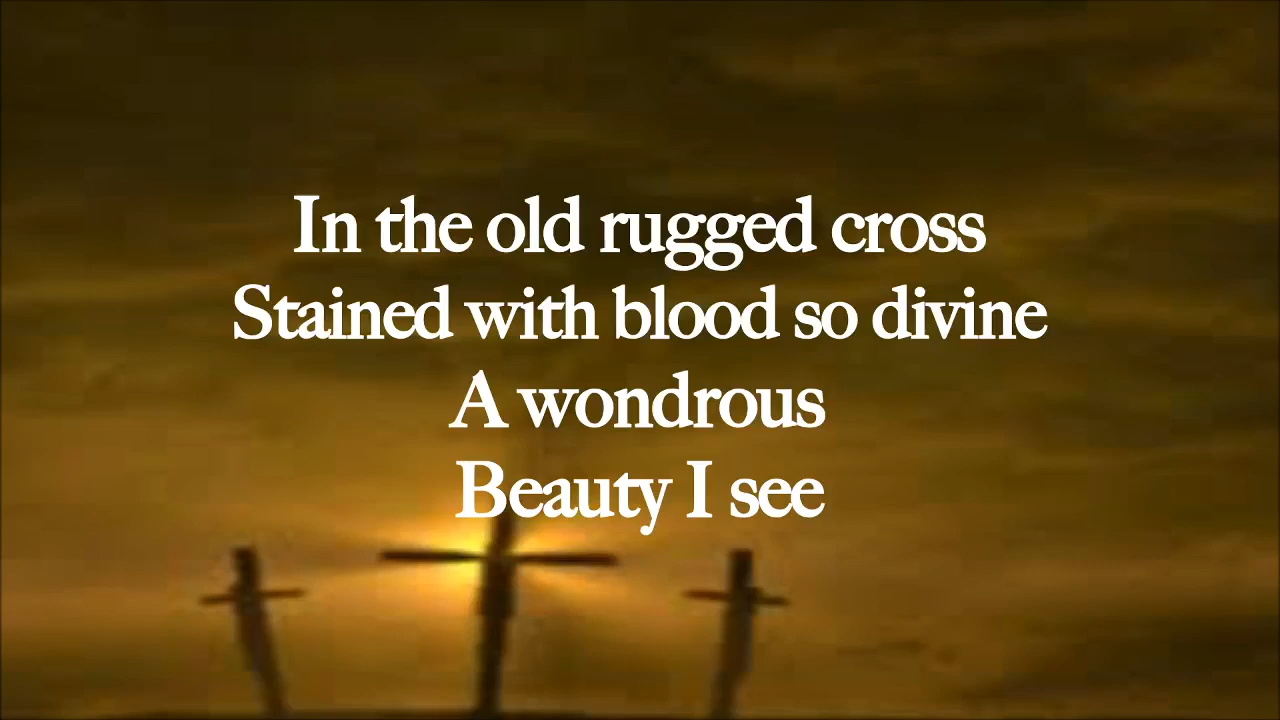 In the old rugged cross
Stained with blood so divine
A wondrous
Beauty I see